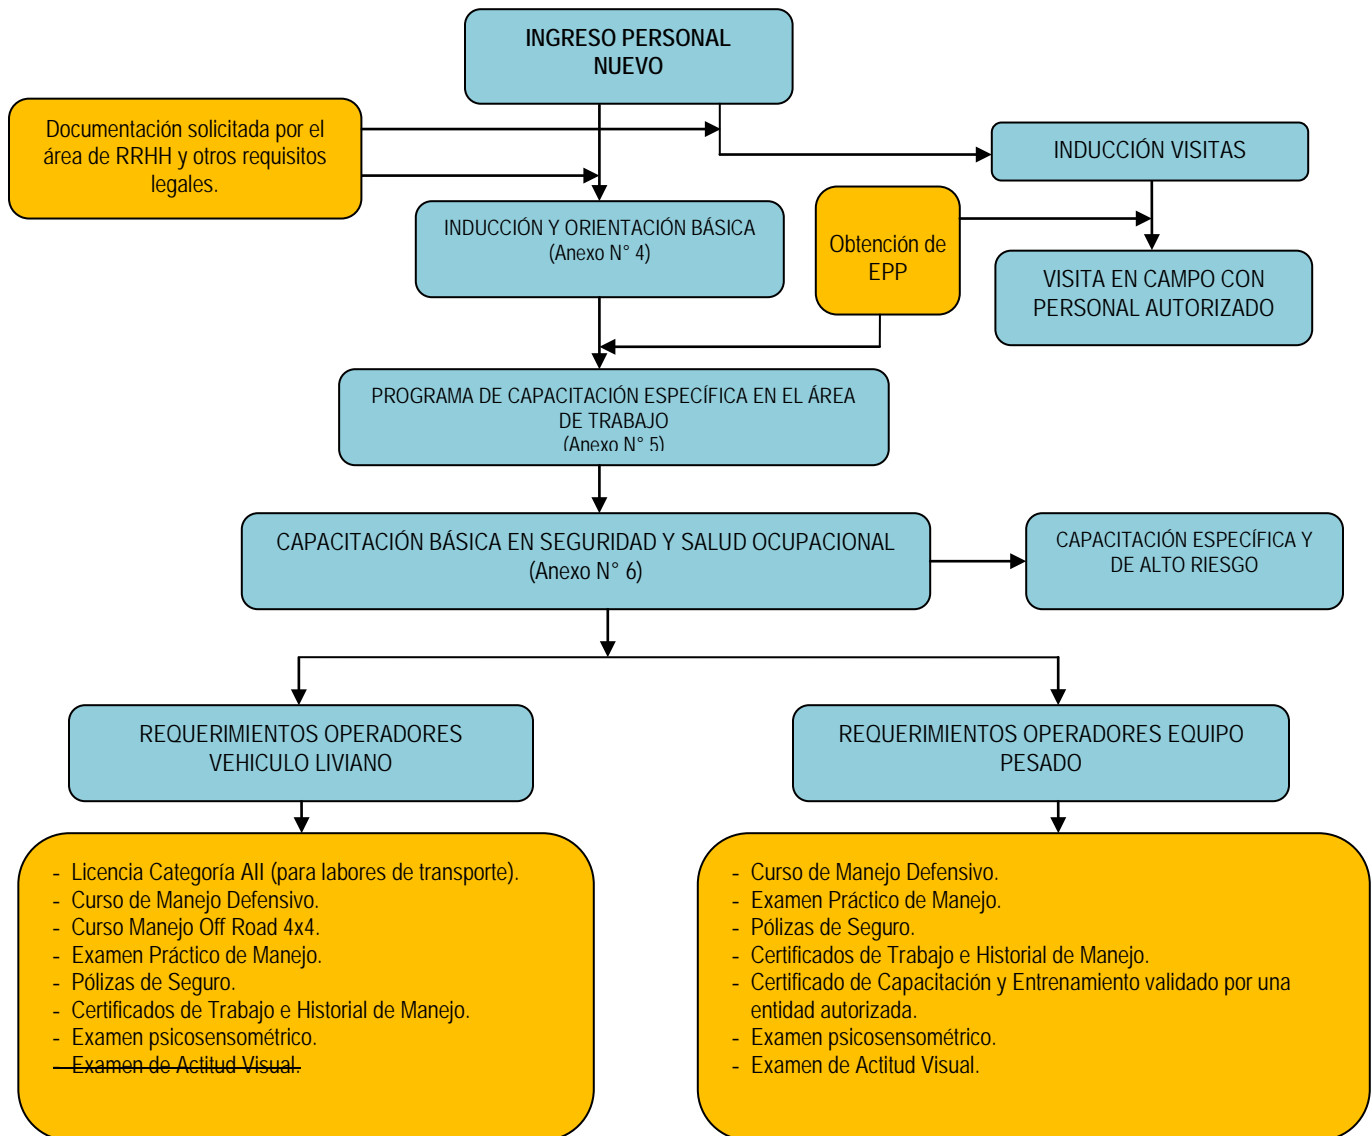 INGRESO PERSONAL
NUEVO
Documentación solicitada por el
área de RRHH y otros requisitos
legales.
INDUCCIÓN VISITAS
INDUCCIÓN Y ORIENTACIÓN BÁSICA
(Anexo N° 4)
Obtención de
EPP
VISITA EN CAMPO CON
PERSONAL AUTORIZADO
PROGRAMA DE CAPACITACIÓN ESPECÍFICA EN EL ÁREA
DE TRABAJO
(Anexo N° 5)
CAPACITACIÓN BÁSICA EN SEGURIDAD Y SALUD OCUPACIONAL
(Anexo N° 6)
CAPACITACIÓN ESPECÍFICA Y
DE ALTO RIESGO
REQUERIMIENTOS OPERADORES
VEHICULO LIVIANO
REQUERIMIENTOS OPERADORES EQUIPO
PESADO
- Licencia Categoría AII (para labores de transporte).
- Curso de Manejo Defensivo.
- Curso Manejo Off Road 4x4.
- Examen Práctico de Manejo.
- Pólizas de Seguro.
- Certificados de Trabajo e Historial de Manejo.
- Examen psicosensométrico.
- Examen de Actitud Visual.
- Curso de Manejo Defensivo.
- Examen Práctico de Manejo.
- Pólizas de Seguro.
- Certificados de Trabajo e Historial de Manejo.
- Certificado de Capacitación y Entrenamiento validado por una
entidad autorizada.
- Examen psicosensométrico.
- Examen de Actitud Visual.